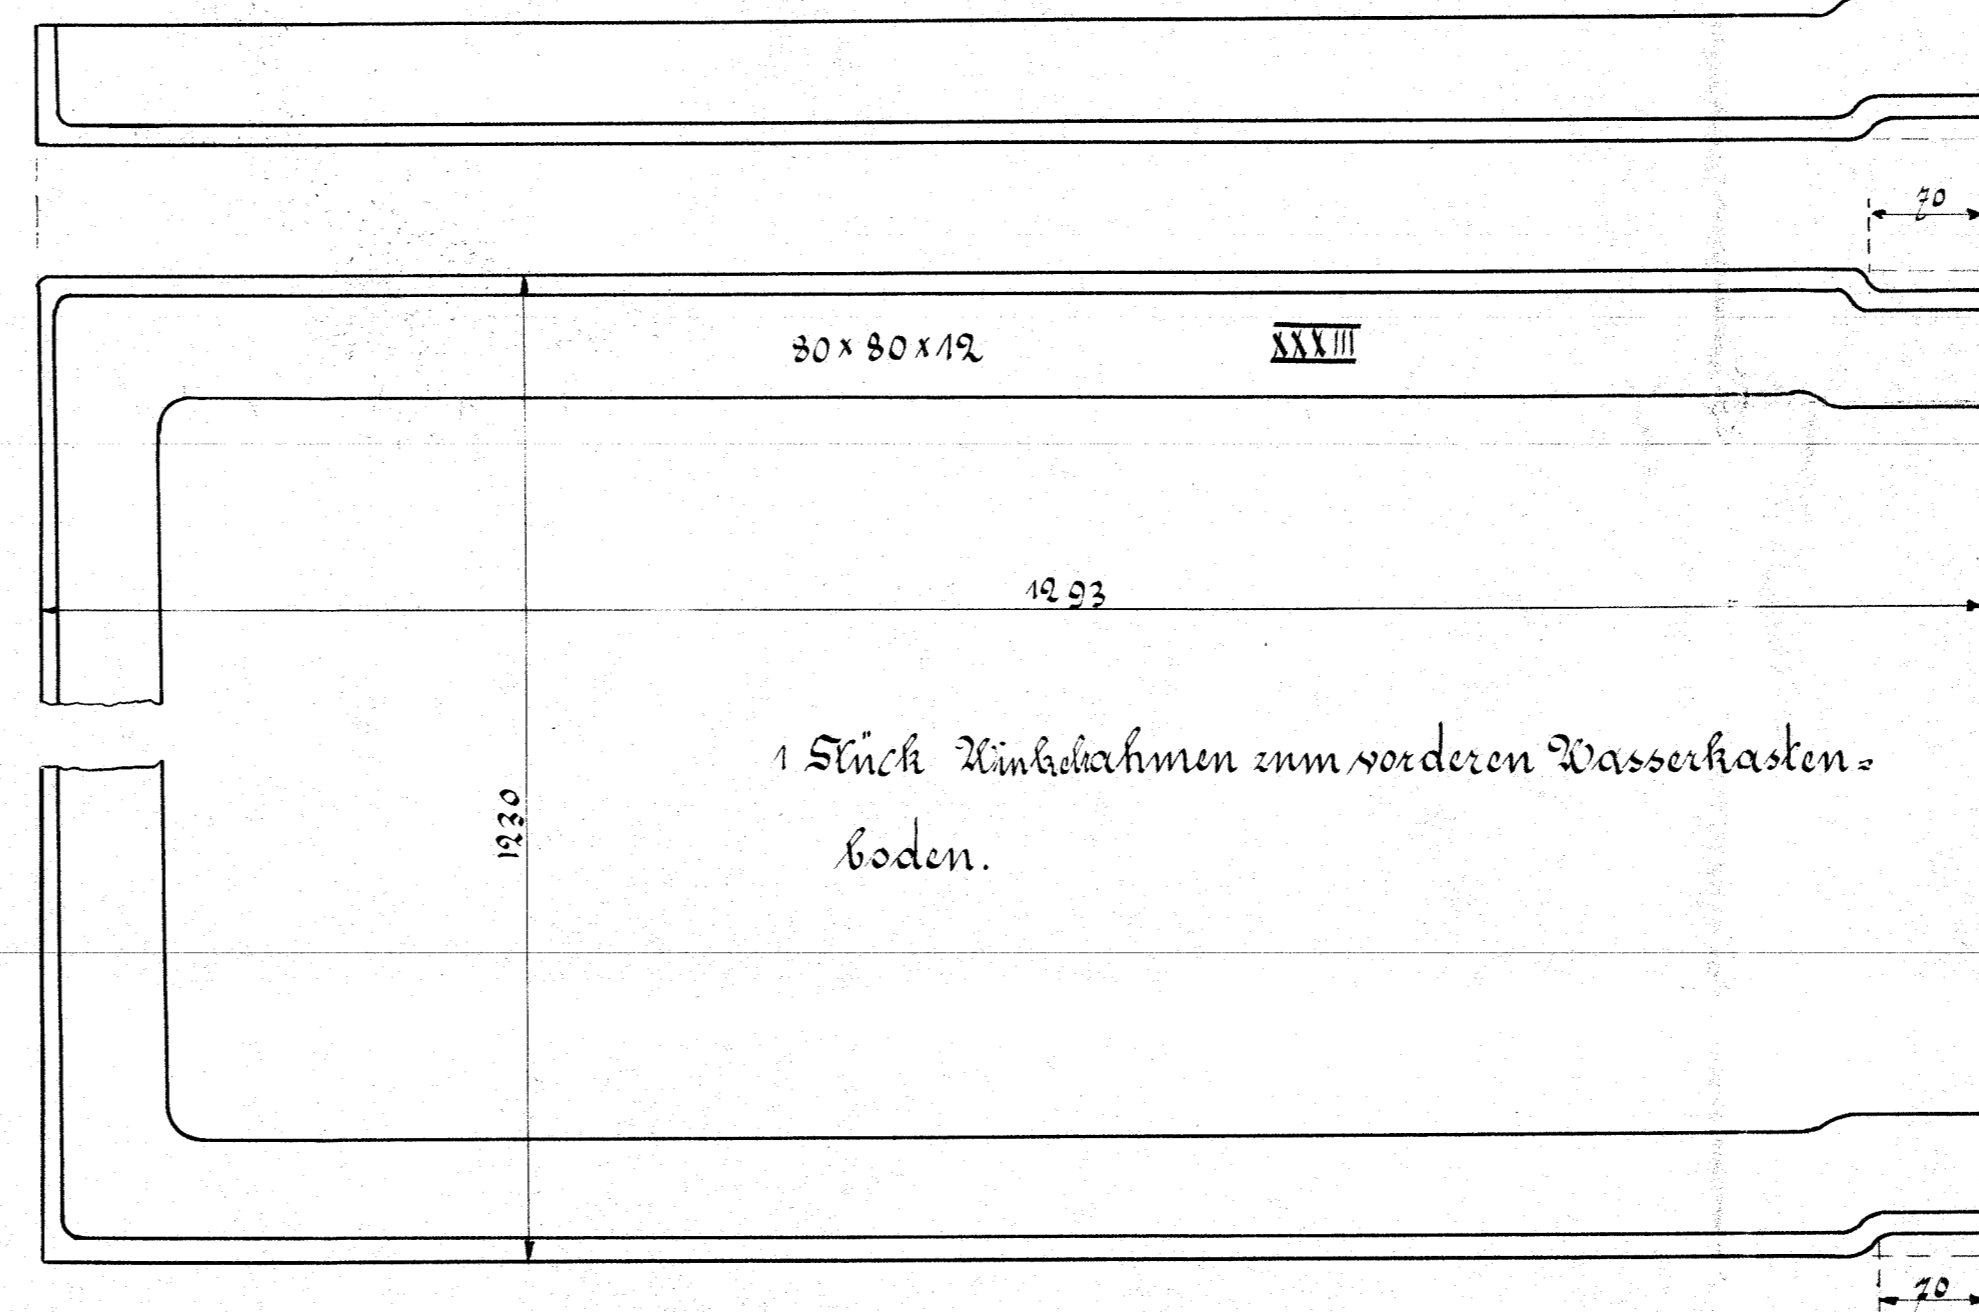 70
80 x 80 x 12
XXXIII
1293
1 Stück Winkelrahmen zum vorderen Wasserkasten=
boden.
1230
70